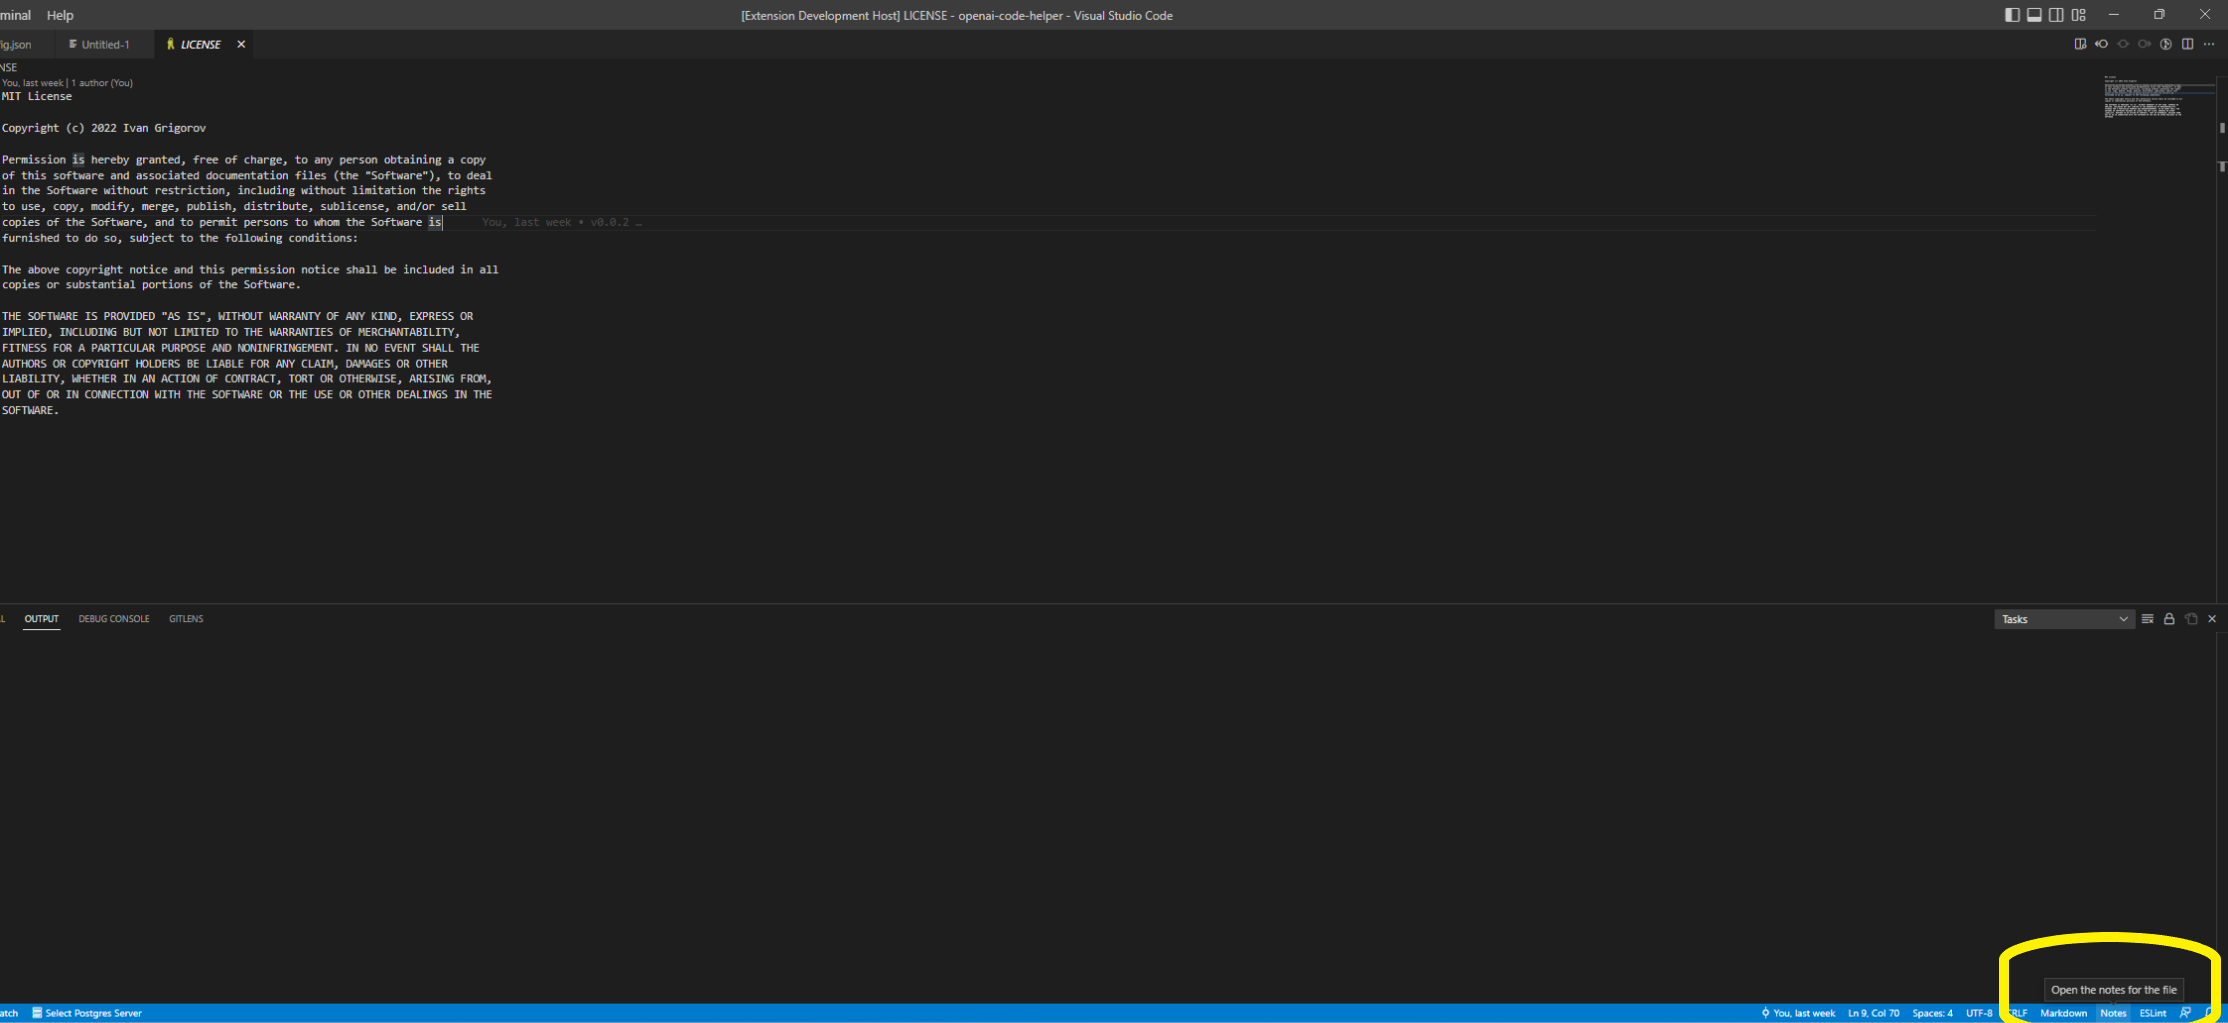 minal Help [Extension Development Host] LICENSE - openai-code-helper - Visual Studio Code
ig.json Untitled-1 LICENSE
NSE
You, last week | 1 author (You)
MIT License
Copyright (c) 2022 Ivan Grigorov
Permission is hereby granted, free of charge, to any person obtaining a copy
of this software and associated documentation files (the "Software"), to deal
in the Software without restriction, including without limitation the rights
to use, copy, modify, merge, publish, distribute, sublicense, and/or sell
copies of the Software, and to permit persons to whom the Software is You, last week • v0.0.2 …
furnished to do so, subject to the following conditions:
The above copyright notice and this permission notice shall be included in all
copies or substantial portions of the Software.
THE SOFTWARE IS PROVIDED "AS IS", WITHOUT WARRANTY OF ANY KIND, EXPRESS OR
IMPLIED, INCLUDING BUT NOT LIMITED TO THE WARRANTIES OF MERCHANTABILITY,
FITNESS FOR A PARTICULAR PURPOSE AND NONINFRINGEMENT. IN NO EVENT SHALL THE
AUTHORS OR COPYRIGHT HOLDERS BE LIABLE FOR ANY CLAIM, DAMAGES OR OTHER
LIABILITY, WHETHER IN AN ACTION OF CONTRACT, TORT OR OTHERWISE, ARISING FROM,
OUT OF OR IN CONNECTION WITH THE SOFTWARE OR THE USE OR OTHER DEALINGS IN THE
SOFTWARE.
L OUTPUT DEBUG CONSOLE GITLENS Tasks
Open the notes for the file
atch Select Postgres Server You, last week Ln 9, Col 70 Spaces: 4 UTF-8 RLF Markdown Notes ESLint